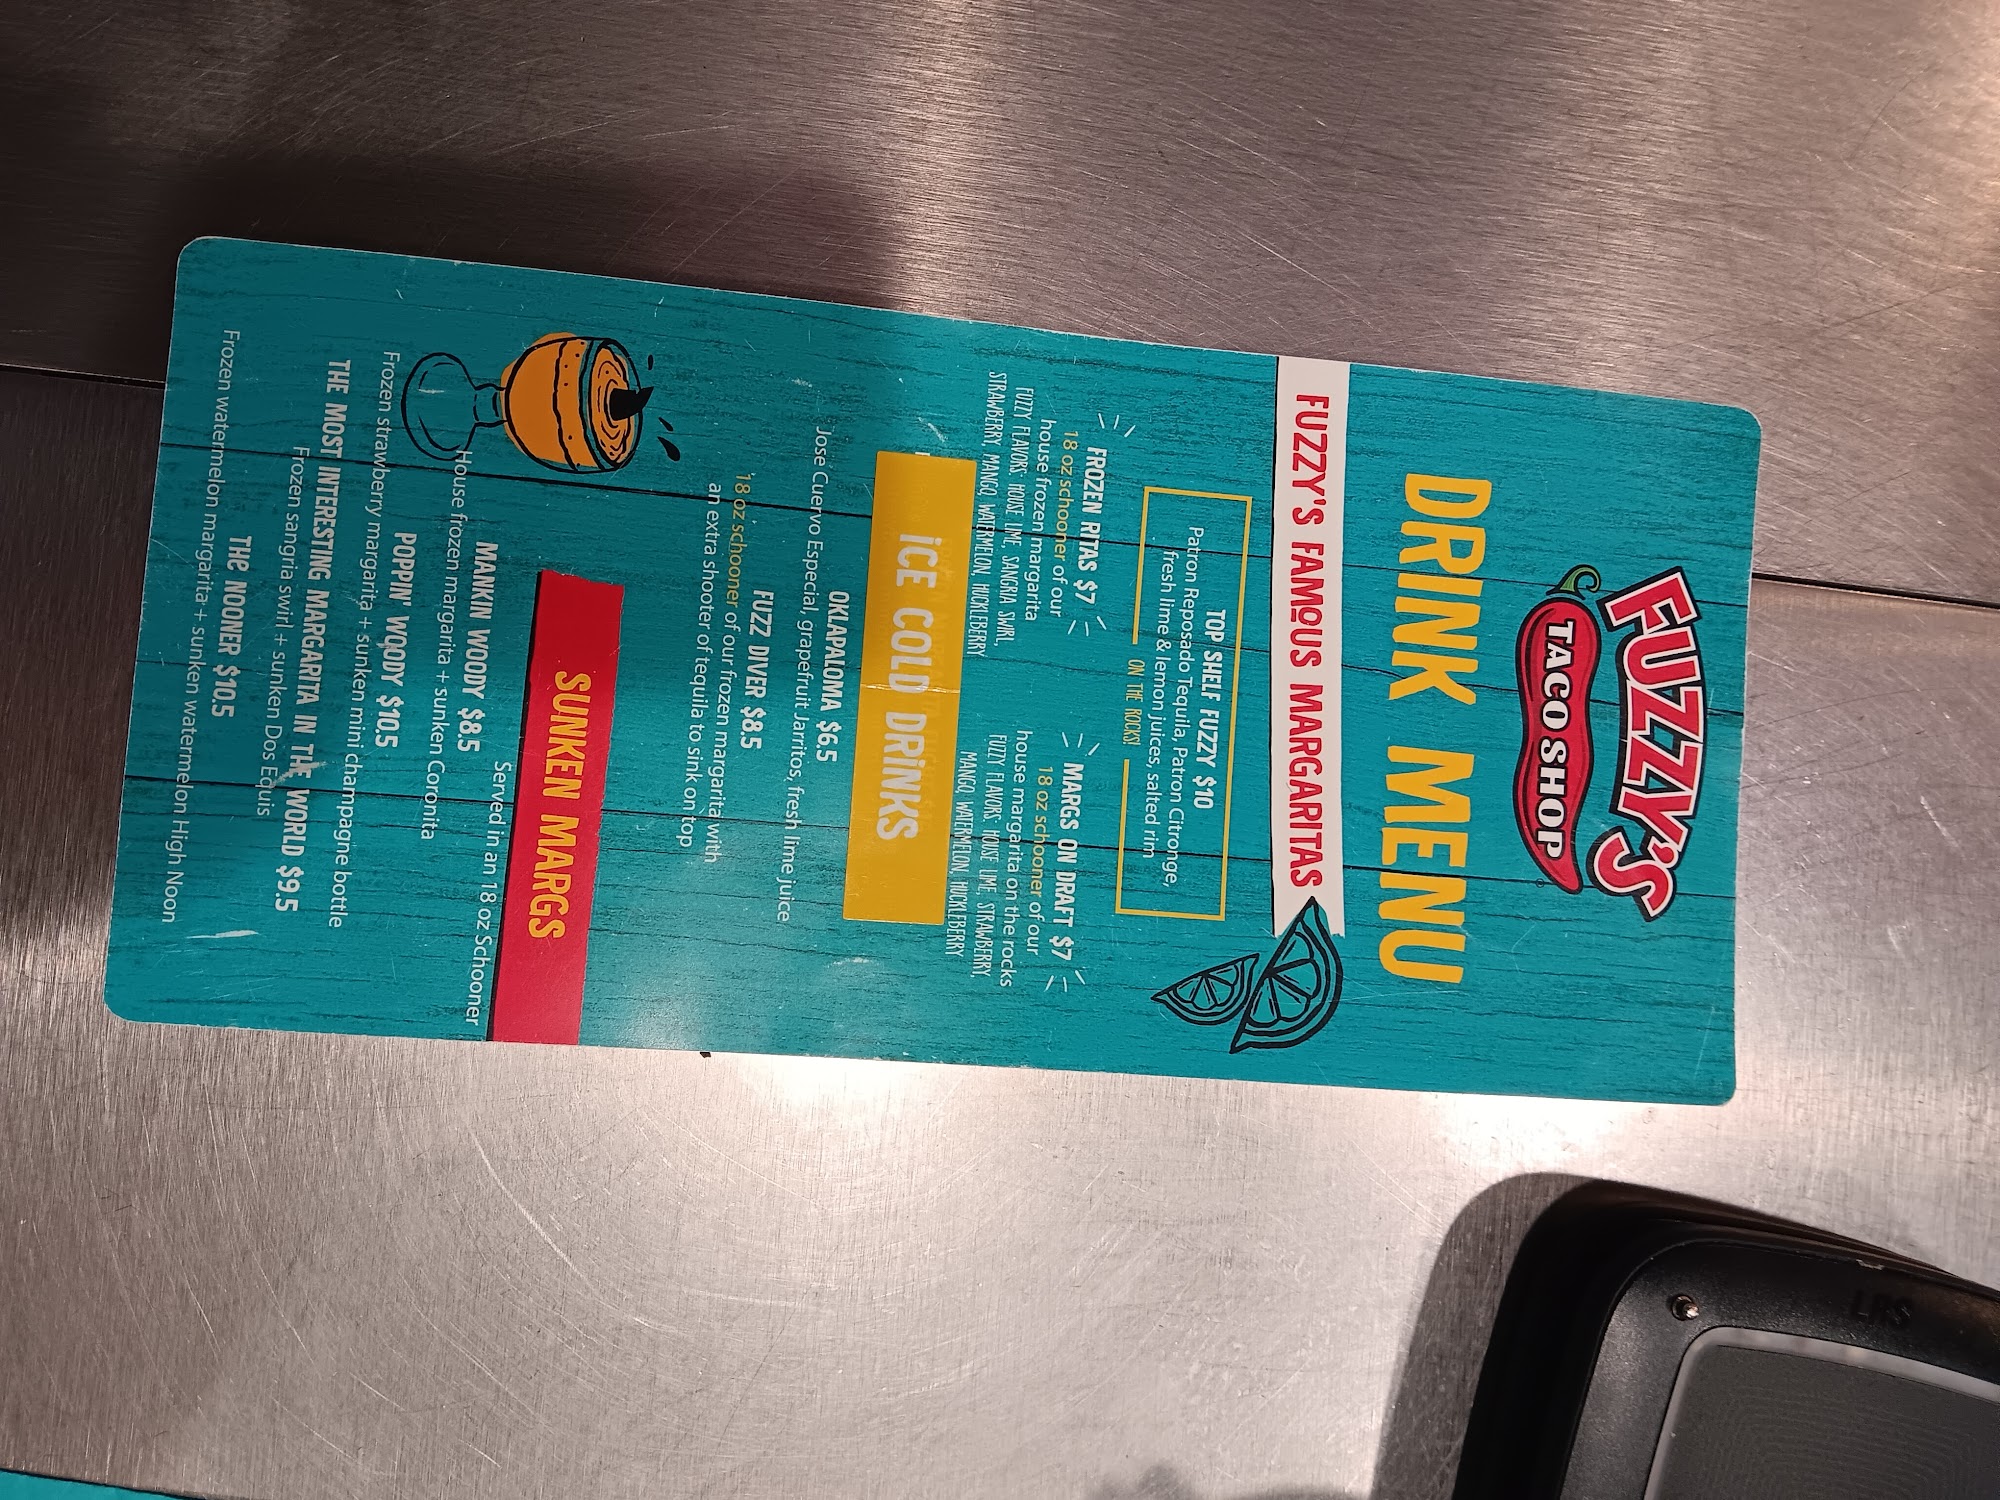 FUZZY'S
TACO SHOP
DRINK MENU
FUZZY'S FAMOUS MARGARITAS
TOP SHELF FUZZY $10
Patron Reposado Tequila, Patron Citronge,
fresh lime & lemon juices, salted rim
ON THE ROCKS!
FROZEN RITAS $7
18 oz schooner of our
house frozen margarita
FUZZY FLAVORS: HOUSE LIME, SANGRIA SWIRL,
STRAWBERRY, MANGO, WATERMELON, HUCKLEBERRY
MARGS ON DRAFT $7
18 oz schooner of our
house margarita on the rocks
FUZZY FLAVORS: HOUSE LIME, STRAWBERRY,
MANGO, WATERMELON, HUCKLEBERRY
ICE COLD DRINKS
OKLAPALOMA $6.5
Jose Cuervo Especial, grapefruit Jarritos, fresh lime juice
FUZZ DIVER $8.5
18 oz schooner of our frozen margarita with
an extra shooter of tequila to sink on top
SUNKEN MARGS
Served in an 18 oz Schooner
MANKIN WOODY $8.5
House frozen margarita + sunken Coronita
POPPIN' WOODY $10.5
Frozen strawberry margarita + sunken mini champagne bottle
THE MOST INTERESTING MARGARITA IN THE WORLD $9.5
Frozen sangria swirl + sunken Dos Equis
THE NOONER $10.5
Frozen watermelon margarita + sunken watermelon High Noon
LRS